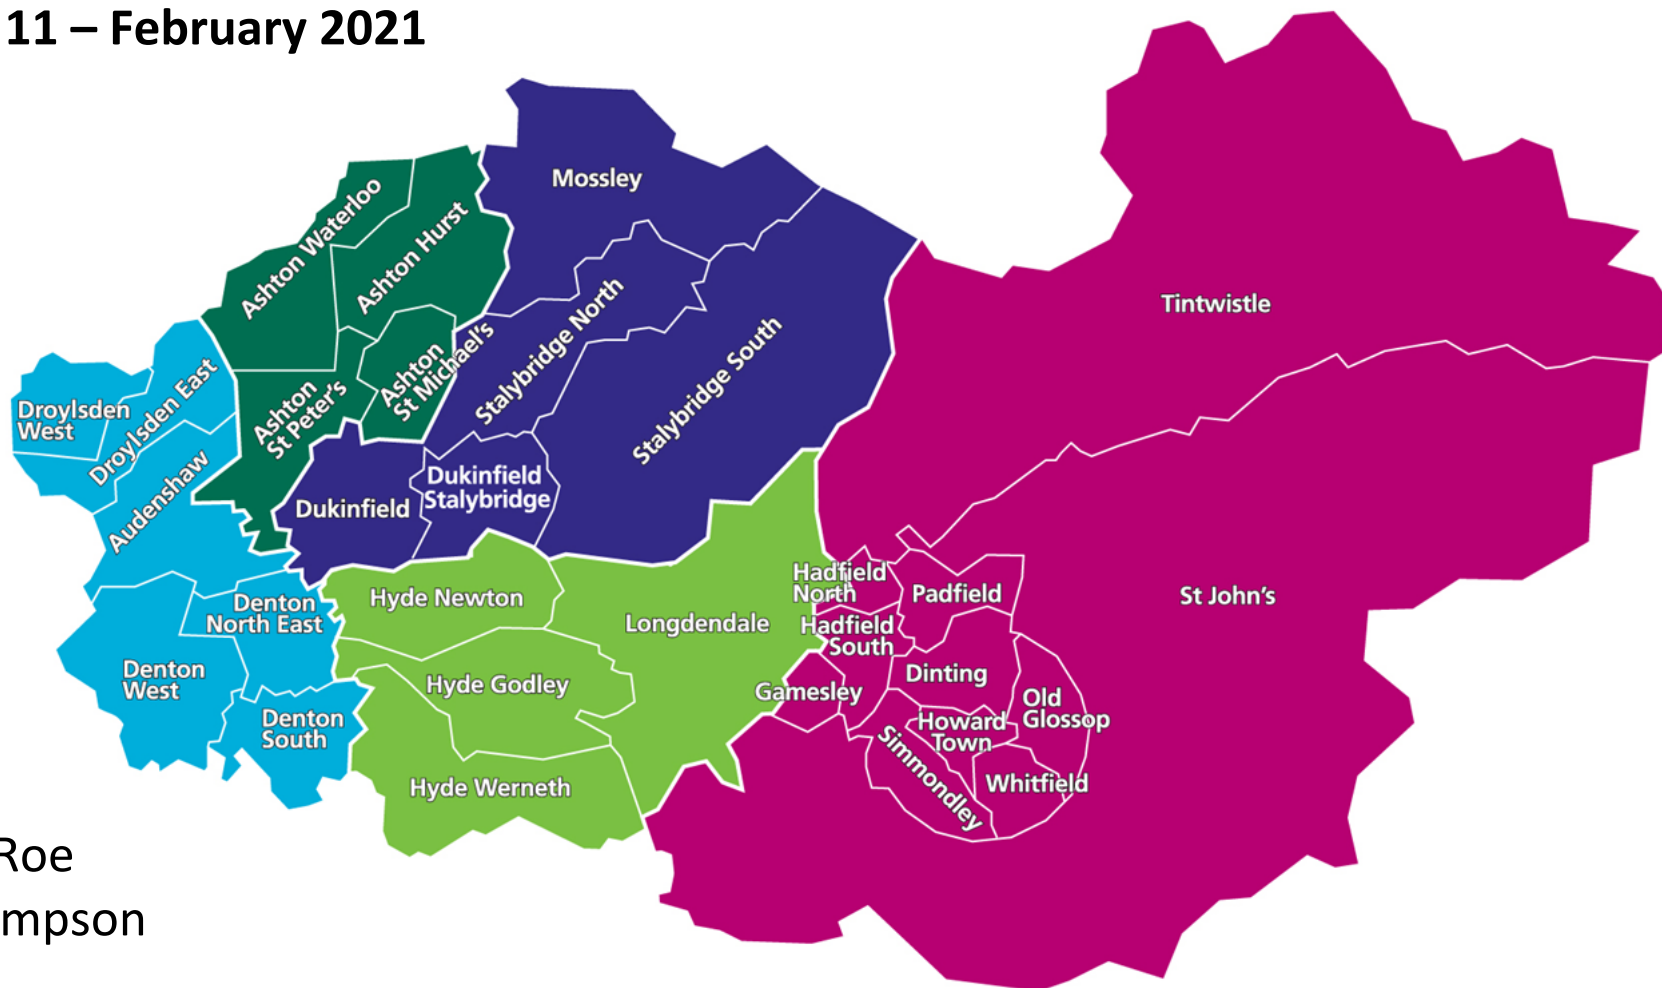 11 – February 2021
Mossley
Ashton Waterloo
Ashton Hurst
Tintwistle
Stalybridge North
Stalybridge South
Ashton
St Michael's
Ashton
St Peter's
Droylsden
West
Droylsden East
Audenshaw
Dukinfield
Dukinfield
Stalybridge
Hyde Newton
Longdendale
Hadfield
North
Padfield
St John's
Denton
North East
Hadfield
South
Denton
West
Hyde Godley
Gamesley
Dinting
Old
Glossop
Denton
South
Howard
Town
Simmondley
Whitfield
Hyde Werneth
Roe
mpson